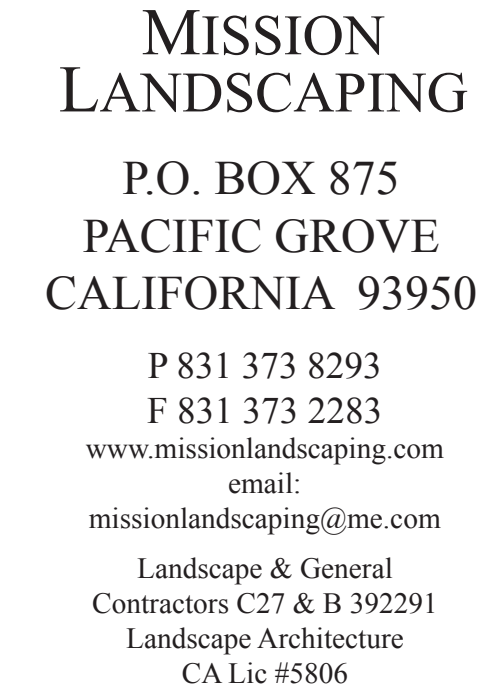 MISSION
LANDSCAPING
P.O. BOX 875
PACIFIC GROVE
CALIFORNIA 93950
P 831 373 8293
F 831 373 2283
www.missionlandscaping.com
email:
missionlandscaping@me.com
Landscape & General
Contractors C27 & B 392291
Landscape Architecture
CA Lic #5806